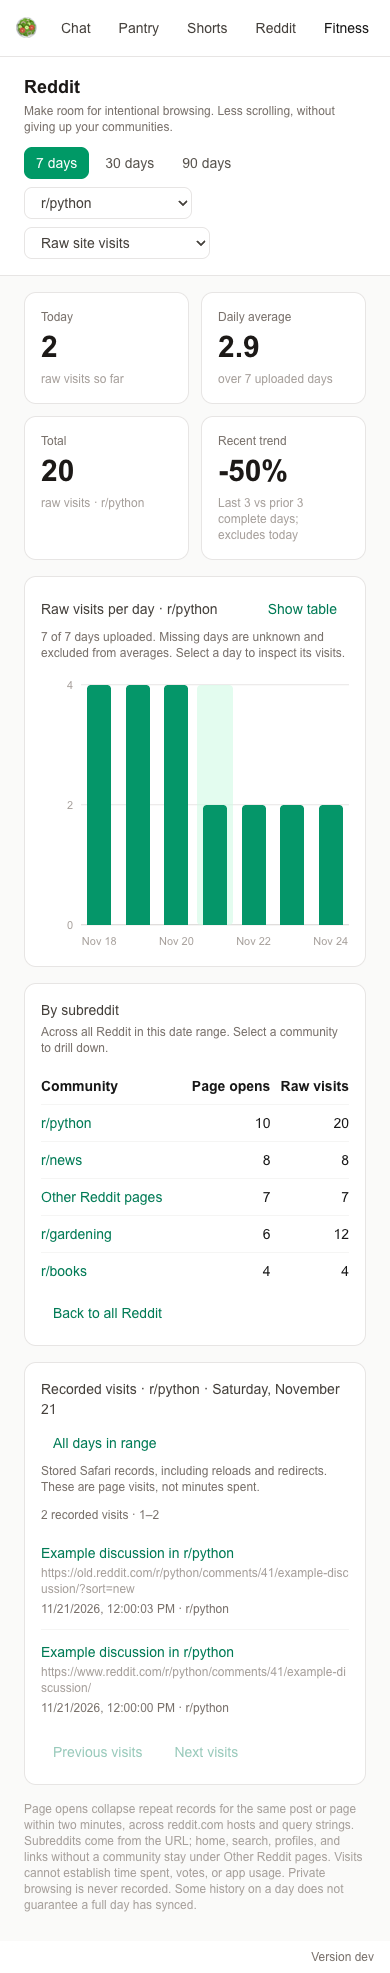 Chat Pantry Shorts Reddit Fitness
Reddit
Make room for intentional browsing. Less scrolling, without
giving up your communities.
7 days 30 days 90 days
r/python
Raw site visits
Today
2
raw visits so far
Daily average
2.9
over 7 uploaded days
Total
20
raw visits · r/python
Recent trend
-50%
Last 3 vs prior 3
complete days;
excludes today
Raw visits per day · r/python Show table
7 of 7 days uploaded. Missing days are unknown and
excluded from averages. Select a day to inspect its visits.
4
2
0
Nov 18 Nov 20 Nov 22 Nov 24
By subreddit
Across all Reddit in this date range. Select a community
to drill down.
Community Page opens Raw visits
r/python 10 20
r/news 8 8
Other Reddit pages 7 7
r/gardening 6 12
r/books 4 4
Back to all Reddit
Recorded visits · r/python · Saturday, November
21
All days in range
Stored Safari records, including reloads and redirects.
These are page visits, not minutes spent.
2 recorded visits · 1–2
Example discussion in r/python
https://old.reddit.com/r/python/comments/41/example-disc
ussion/?sort=new
11/21/2026, 12:00:03 PM · r/python
Example discussion in r/python
https://www.reddit.com/r/python/comments/41/example-di
scussion/
11/21/2026, 12:00:00 PM · r/python
Previous visits Next visits
Page opens collapse repeat records for the same post or page
within two minutes, across reddit.com hosts and query strings.
Subreddits come from the URL; home, search, profiles, and
links without a community stay under Other Reddit pages. Visits
cannot establish time spent, votes, or app usage. Private
browsing is never recorded. Some history on a day does not
guarantee a full day has synced.
Version dev